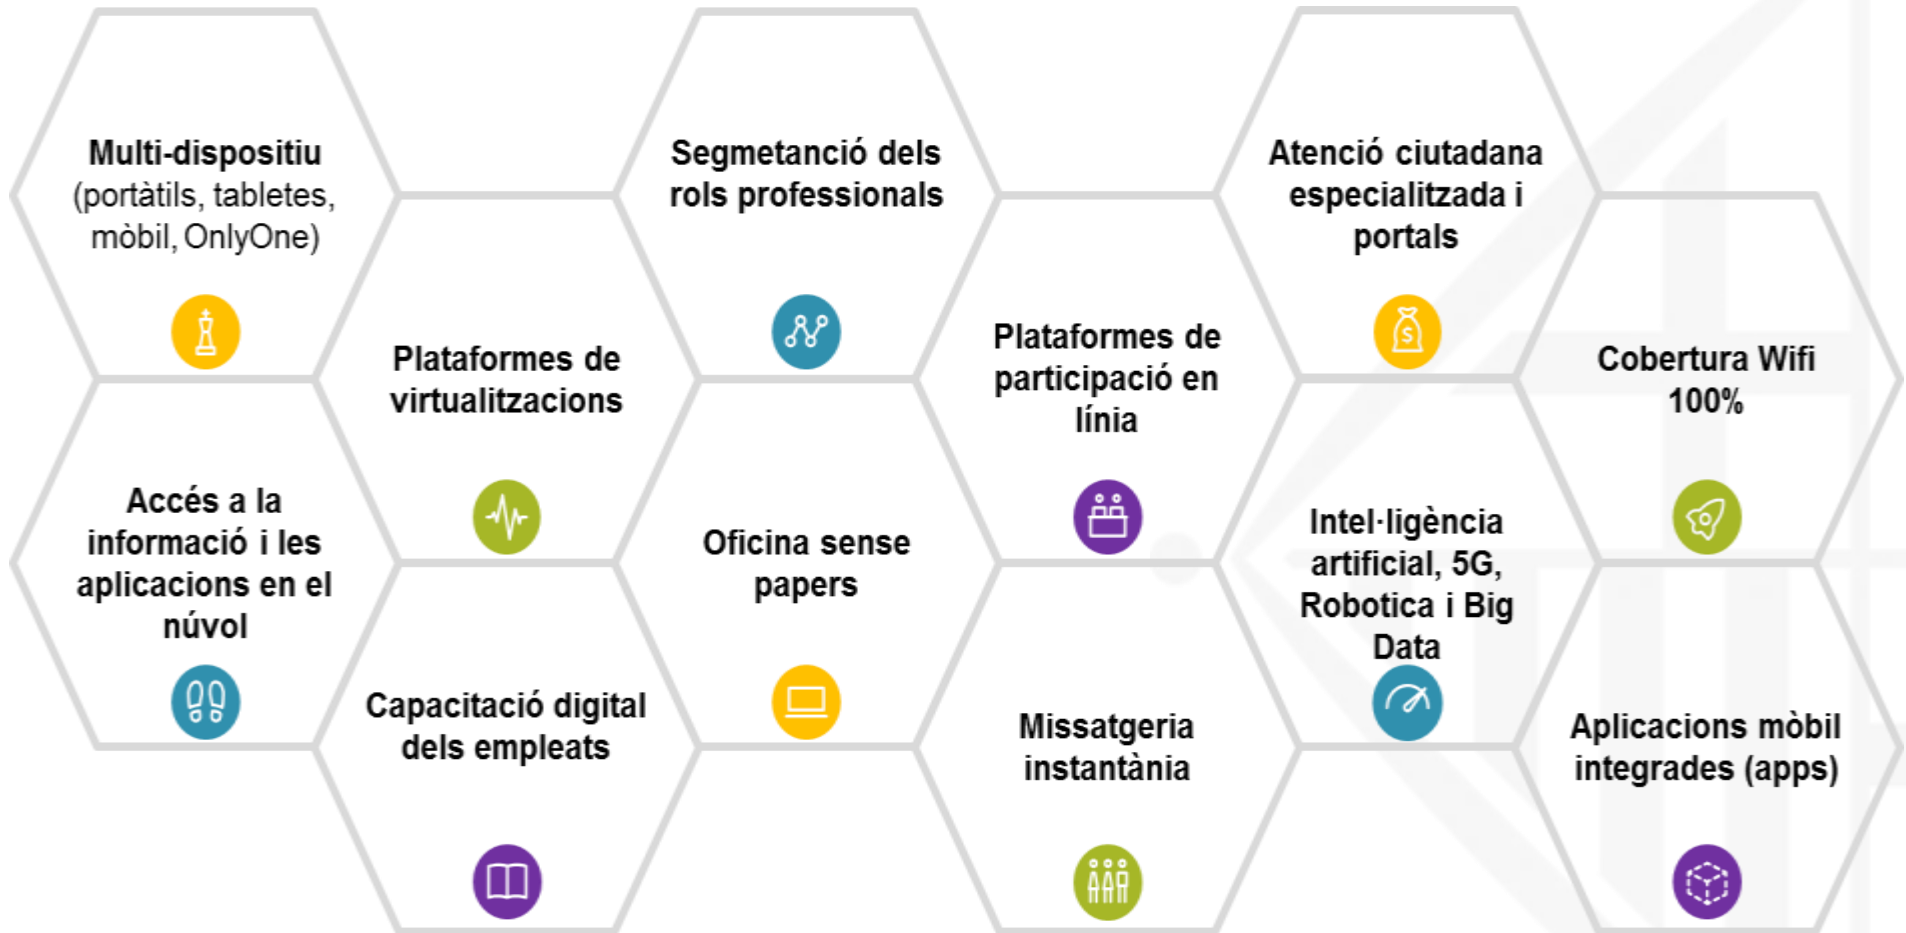 Multi-dispositiu
(portàtils, tabletes,
mòbil, OnlyOne)
Segmetanció dels
rols professionals
Atenció ciutadana
especialitzada i
portals
Plataformes de
virtualitzacions
Plataformes de
participació en
línia
Cobertura Wifi
100%
Accés a la
informació i les
aplicacions en el
núvol
Oficina sense
papers
Intel·ligència
artificial, 5G,
Robotica i Big
Data
Capacitació digital
dels empleats
Missatgeria
instantània
Aplicacions mòbil
integrades (apps)